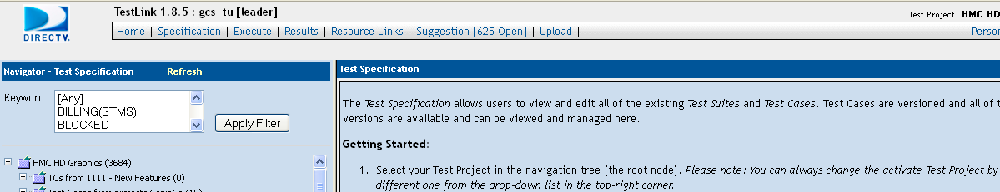 DIRECTV.
TestLink 1.8.5 : gcs_tu [leader]
Test Project HMC HD
Home | Specification | Execute | Results | Resource Links | Suggestion [625 Open] | Upload |
Navigator - Test Specification Refresh
Keyword
[Any]
BILLING(STMS)
BLOCKED
Apply Filter
HMC HD Graphics (3684)
TCs from 1111 - New Features (0)
Test Specification
The Test Specification allows users to view and edit all of the existing Test Suites and Test Cases. Test Cases are versioned and all of
versions are available and can be viewed and managed here.
Getting Started:
1. Select your Test Project in the navigation tree (the root node). Please note: You can always change the activate Test Project by
different one from the drop-down list in the top-right corner.